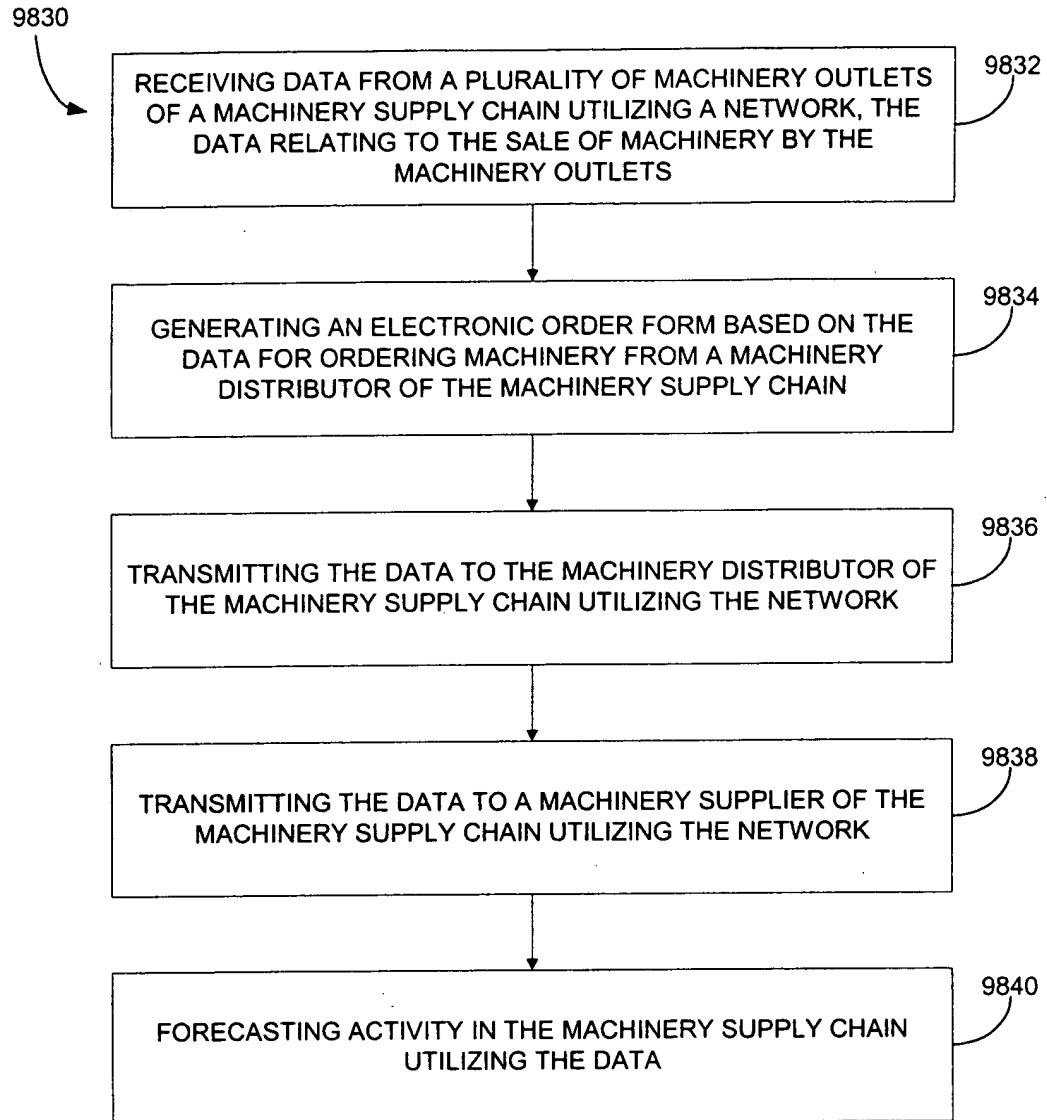 9830
RECEIVING DATA FROM A PLURALITY OF MACHINERY OUTLETS
OF A MACHINERY SUPPLY CHAIN UTILIZING A NETWORK, THE
DATA RELATING TO THE SALE OF MACHINERY BY THE
MACHINERY OUTLETS
9832
GENERATING AN ELECTRONIC ORDER FORM BASED ON THE
DATA FOR ORDERING MACHINERY FROM A MACHINERY
DISTRIBUTOR OF THE MACHINERY SUPPLY CHAIN
9834
TRANSMITTING THE DATA TO THE MACHINERY DISTRIBUTOR OF
THE MACHINERY SUPPLY CHAIN UTILIZING THE NETWORK
9836
TRANSMITTING THE DATA TO A MACHINERY SUPPLIER OF THE
MACHINERY SUPPLY CHAIN UTILIZING THE NETWORK
9838
FORECASTING ACTIVITY IN THE MACHINERY SUPPLY CHAIN
UTILIZING THE DATA
9840